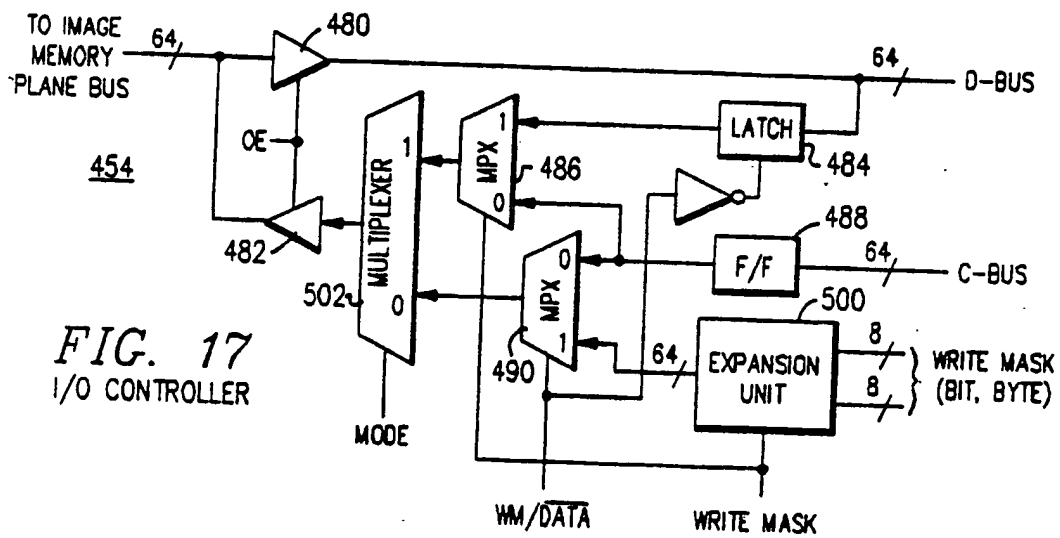 TO IMAGE
MEMORY
PLANE BUS
64
480
64
D-BUS
OE
454
482
MULTIPLEXER
1
0
502
MODE
MPX
1
0
486
LATCH
484
488
F/F
64
C-BUS
MPX
0
1
490
64
500
EXPANSION
UNIT
8
8
WRITE MASK
(BIT, BYTE)
WM/DATA
WRITE MASK
FIG. 17
I/O CONTROLLER